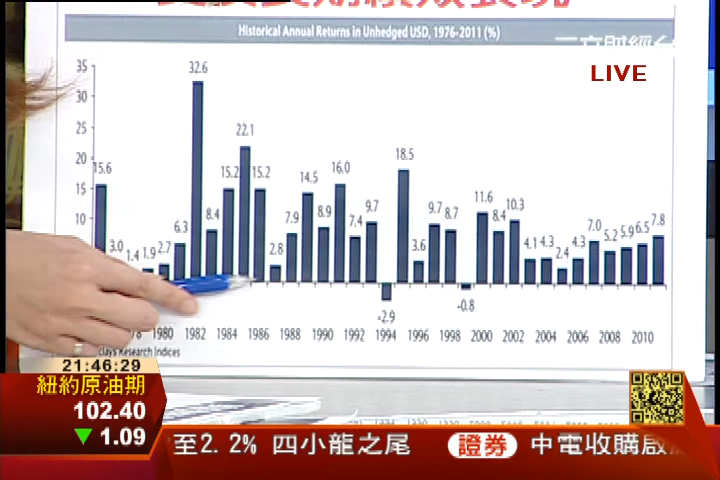 Historical Annual Returns in Unhedged USD, 1976-2011 (%)
LIVE
35
30
25
20
15
10
15.6 3.0 1.4 1.9 2.7 6.3 32.6 8.4 15.2 22.1 15.2 2.8 7.9 14.5 8.9 16.0 7.4 9.7 -2.9 18.5 3.6 9.7 8.7 -0.8 11.6 8.4 10.3 4.1 4.3 2.4 4.3 7.0 5.2 5.9 6.5 7.8
1980 1982 1984 1986 1988 1990 1992 1994 1996 1998 2000 2002 2004 2006 2008 2010
Research Indices
21:46:29
紐約原油期
102.40
▼ 1.09
至2.2% 四小龍之尾 證券 中電收購啟